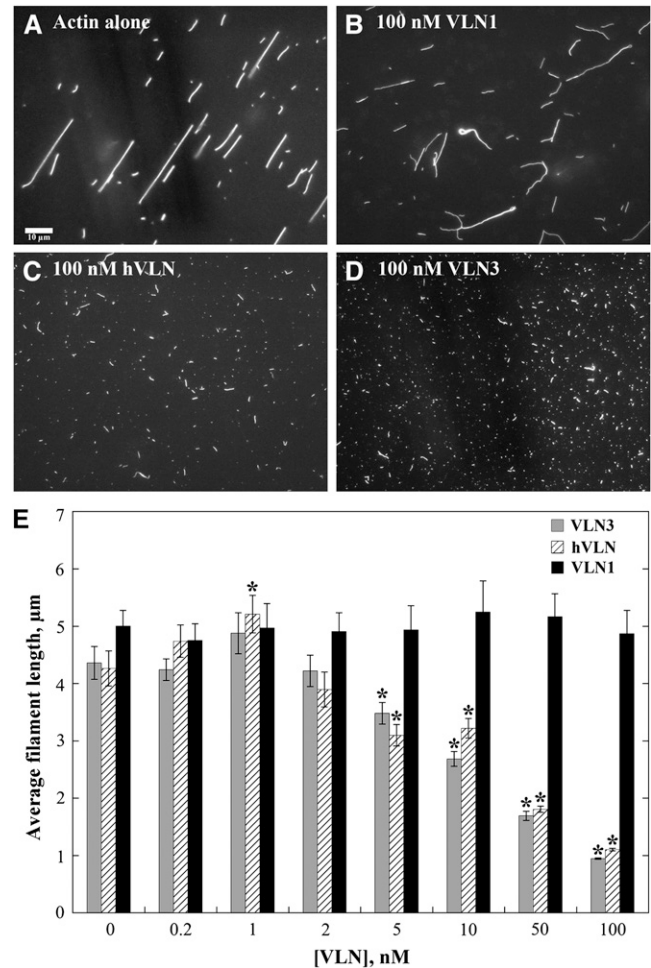 A Actin alone
B 100 nM VLN1
10 µm
C 100 nM hVLN
D 100 nM VLN3
E
7
6
5
4
3
2
1
0
Average filament length, µm
VLN3
hVLN
VLN1
*
* *
* *
* *
* *
0 0.2 1 2 5 10 50 100
[VLN], nM